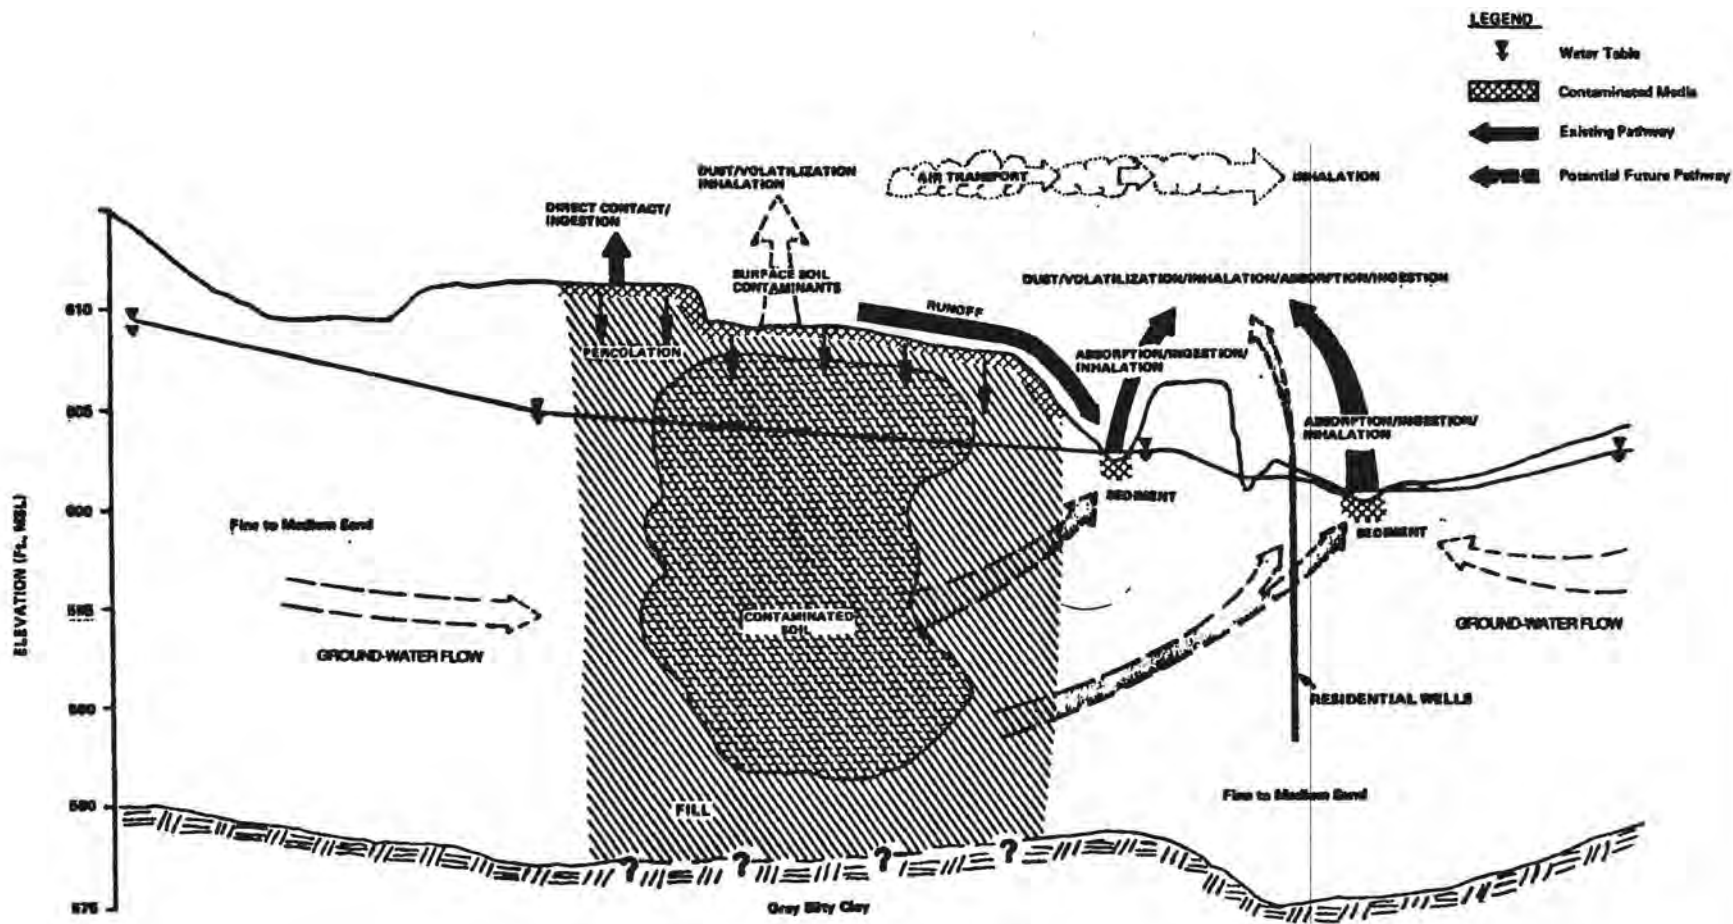 LEGEND
Water Table
Contaminated Media
Existing Pathway
Potential Future Pathway
DUST/VOLATILIZATION
INHALATION
AIR TRANSPORT
INHALATION
DIRECT CONTACT/
INGESTION
SURFACE SOIL
CONTAMINANTS
DUST/VOLATILIZATION/INHALATION/ABSORPTION/INGESTION
RUNOFF
PERCOLATION
ABSORPTION/INGESTION/
INHALATION
ABSORPTION/INGESTION/
INHALATION
SEDIMENT
SEDIMENT
Fine to Medium Sand
GROUND-WATER FLOW
CONTAMINATED
SOIL
GROUND-WATER FLOW
RESIDENTIAL WELLS
Fine to Medium Sand
FILL
? ? ? ?
Gray Silty Clay
ELEVATION (Ft., MSL)
610
605
600
595
580
575